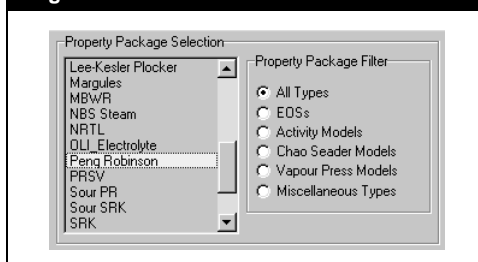 Property Package Selection
Lee-Kesler Plocker
Margules
MBWR
NBS Steam
NRTL
OLI_Electrolyte
Peng Robinson
PRSV
Sour PR
Sour SRK
SRK
Property Package Filter
All Types
EOSs
Activity Models
Chao Seader Models
Vapour Press Models
Miscellaneous Types